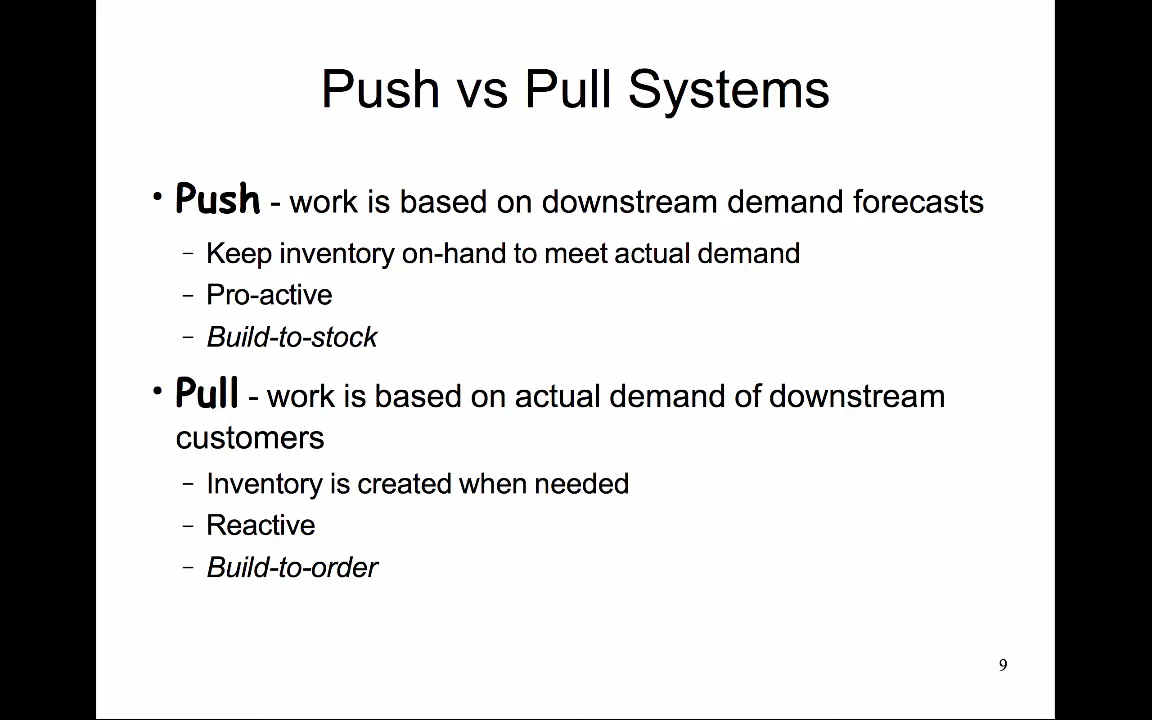 Push vs Pull Systems
• Push - work is based on downstream demand forecasts
– Keep inventory on-hand to meet actual demand
– Pro-active
– Build-to-stock
• Pull - work is based on actual demand of downstream
customers
– Inventory is created when needed
– Reactive
– Build-to-order
9